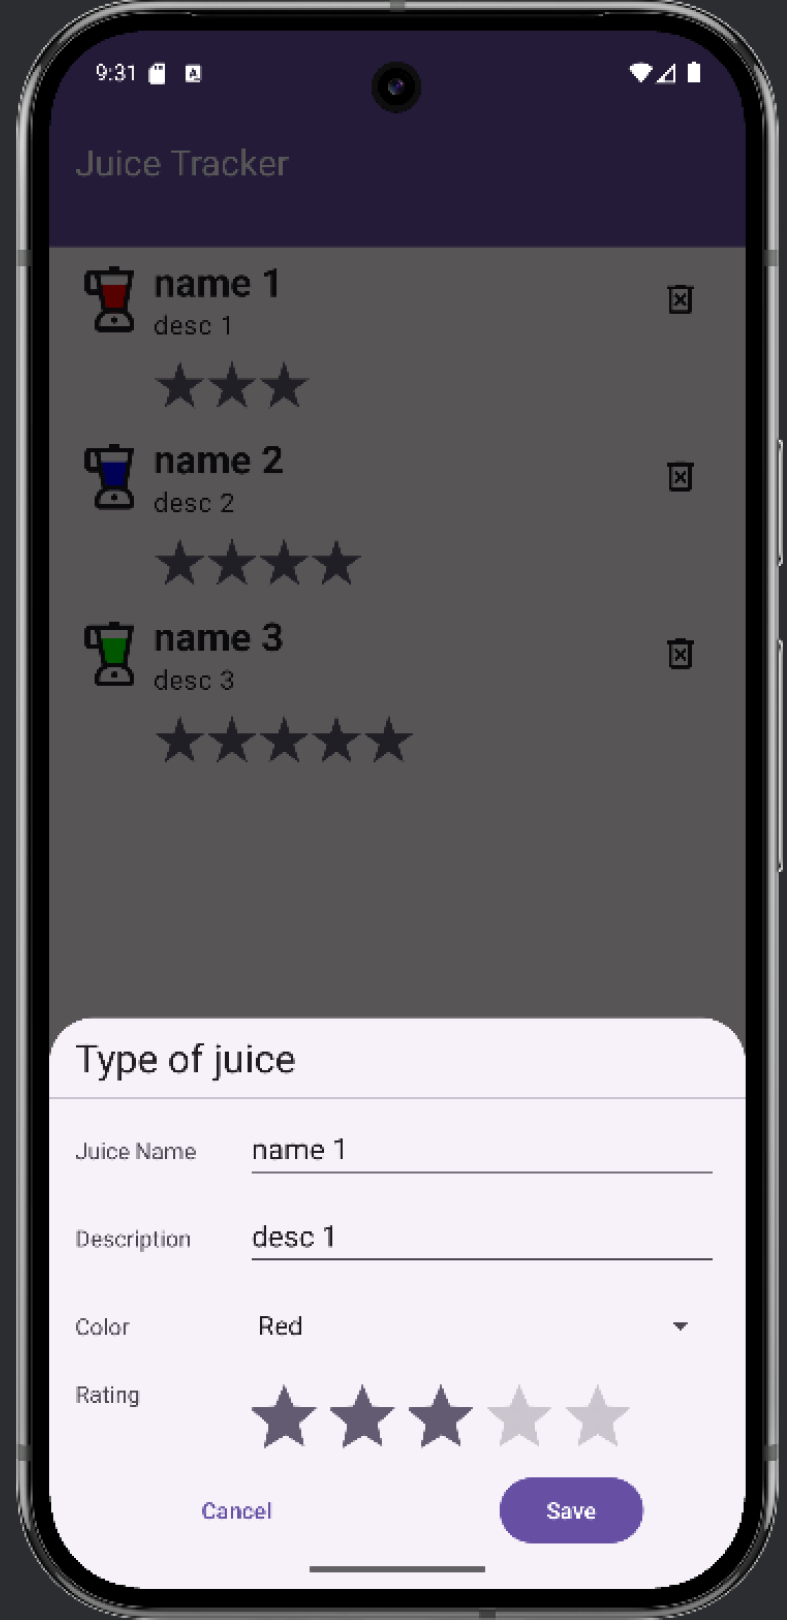 9:31
Juice Tracker
name 1
desc 1
name 2
desc 2
name 3
desc 3
Type of juice
Juice Name name 1
Description desc 1
Color Red
Rating
Cancel Save